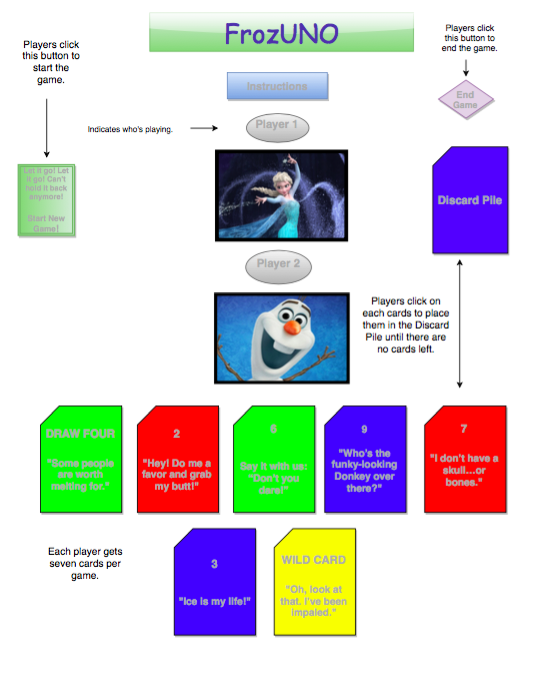 FrozUNO
Players click
this button to
start the
game.
Players click
this button to
end the game.
Instructions
End
Game
Indicates who's playing.
Player 1
Let it go! Let
it go! Can't
hold it back
anymore!
Start New
Game!
Discard Pile
Player 2
Players click on
each cards to place
them in the Discard
Pile until there are
no cards left.
DRAW FOUR
"Some people
are worth
melting for."
2
"Hey! Do me a
favor and grab
my butt!"
6
Say it with us:
"Don't you
dare!"
9
"Who's the
funky-looking
Donkey over
there?"
7
"I don't have a
skull...or
bones."
Each player gets
seven cards per
game.
3
"Ice is my life!"
WILD CARD
"Oh, look at
that. I've been
impaled."